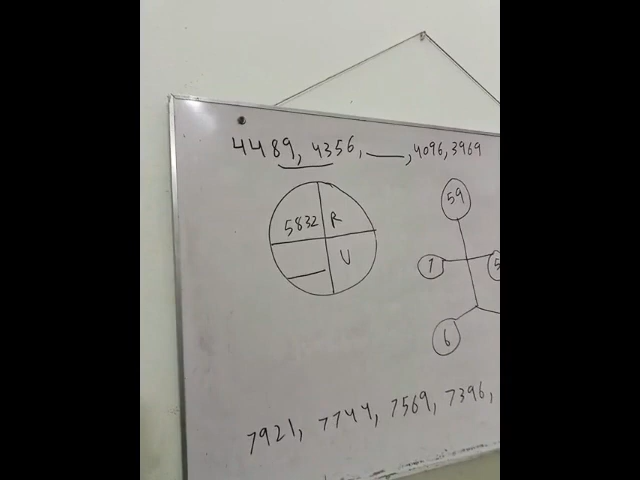 4489, 4356, ___, 4096, 3969
59
5832 R
V
1
6
7921, 7744, 7569, 7396,